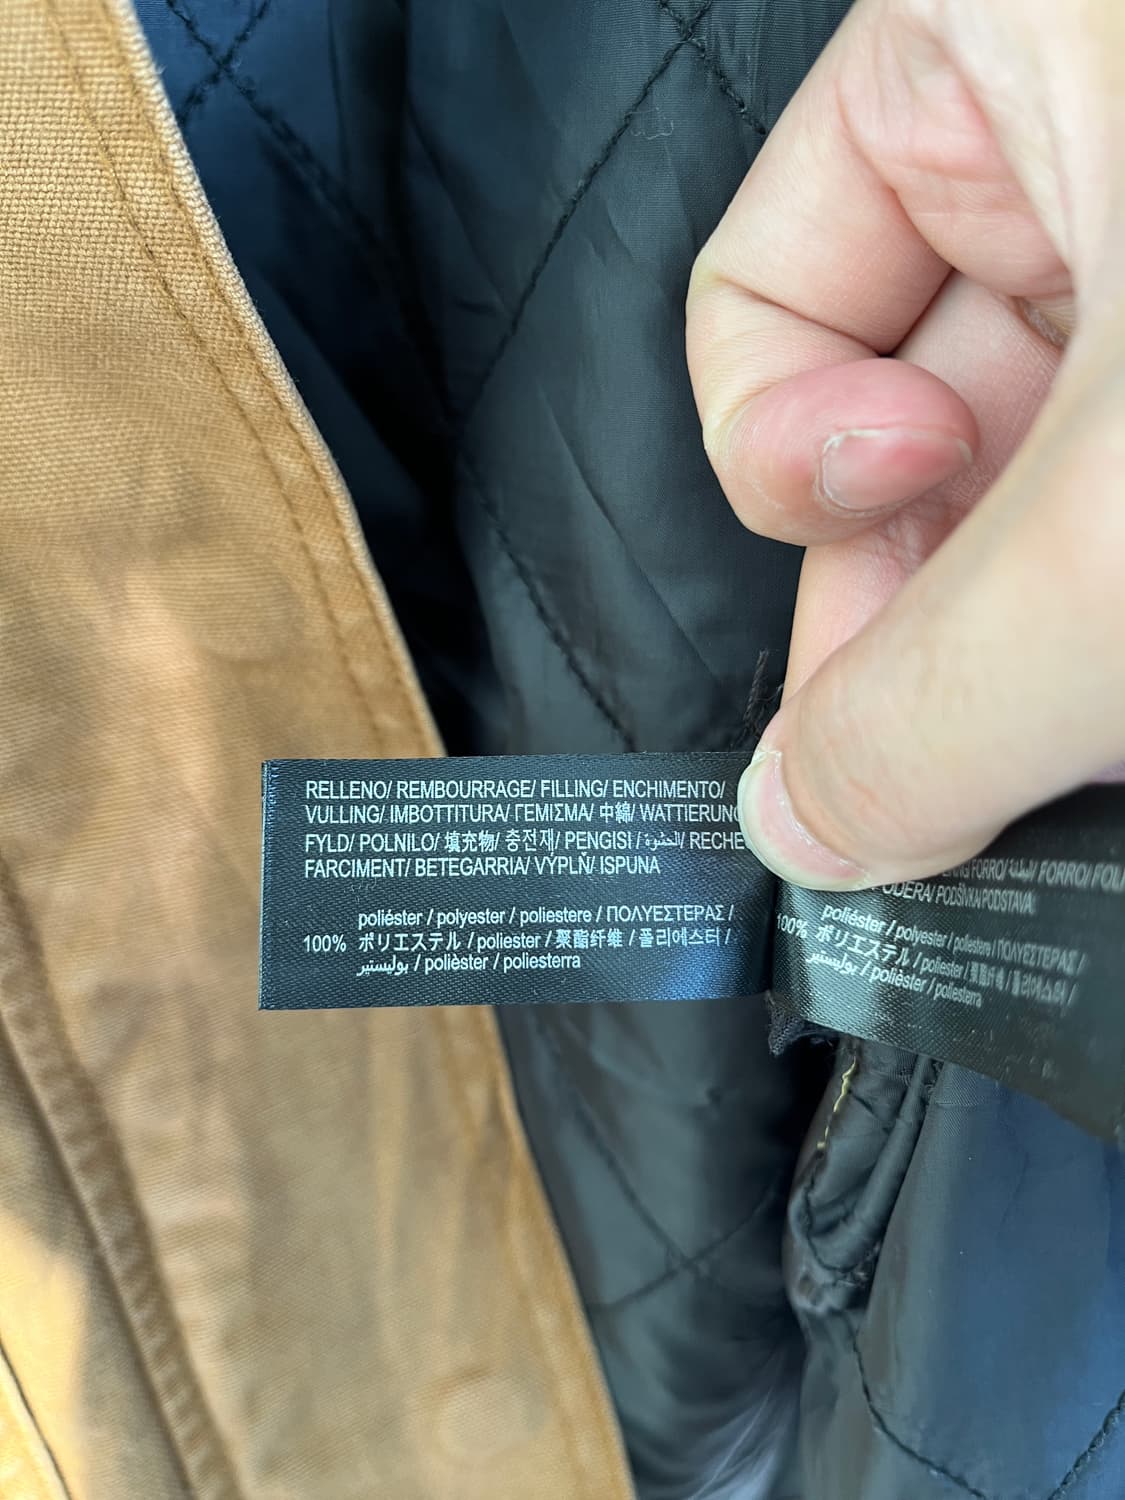 RELLENO/ REMBOURRAGE/ FILLING/ ENCHIMENTO/
VULLING/ IMBOTTITURA/ ΓΕΜΙΣΜΑ/ 中綿/ WATTIERUNG
FYLD/ POLNILO/ 填充物/ 충전재/ PENGISI / الحشوة/ RECHE
FARCIMENT/ BETEGARRIA/ VÝPLŇ/ ISPUNA
poliéster / polyester / poliestere / ΠΟΛΥΕΣΤΕΡΑΣ /
100% ポリエステル / poliester / 聚酯纤维 / 폴리에스터 /
بوليستير / polièster / poliesterra
FORRO/ FORRO/
PODŠÍVKA/ PODSTAVA
poliéster / polyester / poliestere / ΠΟΛΥΕΣΤΕΡΑΣ /
100% ポリエステル / poliester / 聚酯纤维 / 폴리에스터 /
بوليستير / polièster / poliesterra